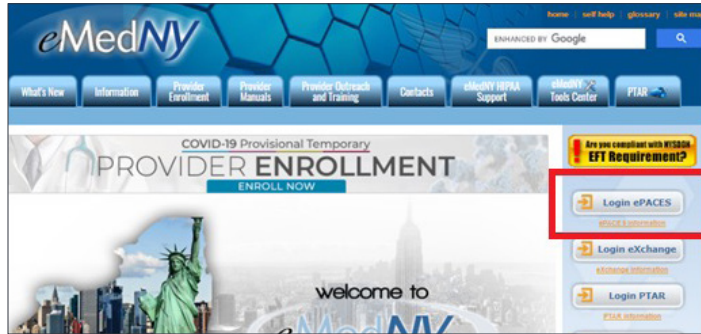 home self help glossary site ma
eMedNY
ENHANCED BY Google
What's New
Information
Provider
Enrollment
Provider
Manuals
Provider Outreach
and Training
Contacts
eMedNY HIPAA
Support
eMedNY
Tools Center
PTAR
COVID-19 Provisional Temporary
PROVIDER ENROLLMENT
ENROLL NOW
Are you compliant with NYSDOH
EFT Requirement?
Login ePACES
ePACES Information
Login eXchange
eXchange Information
Login PTAR
PTAR Information
welcome to
eMedNY